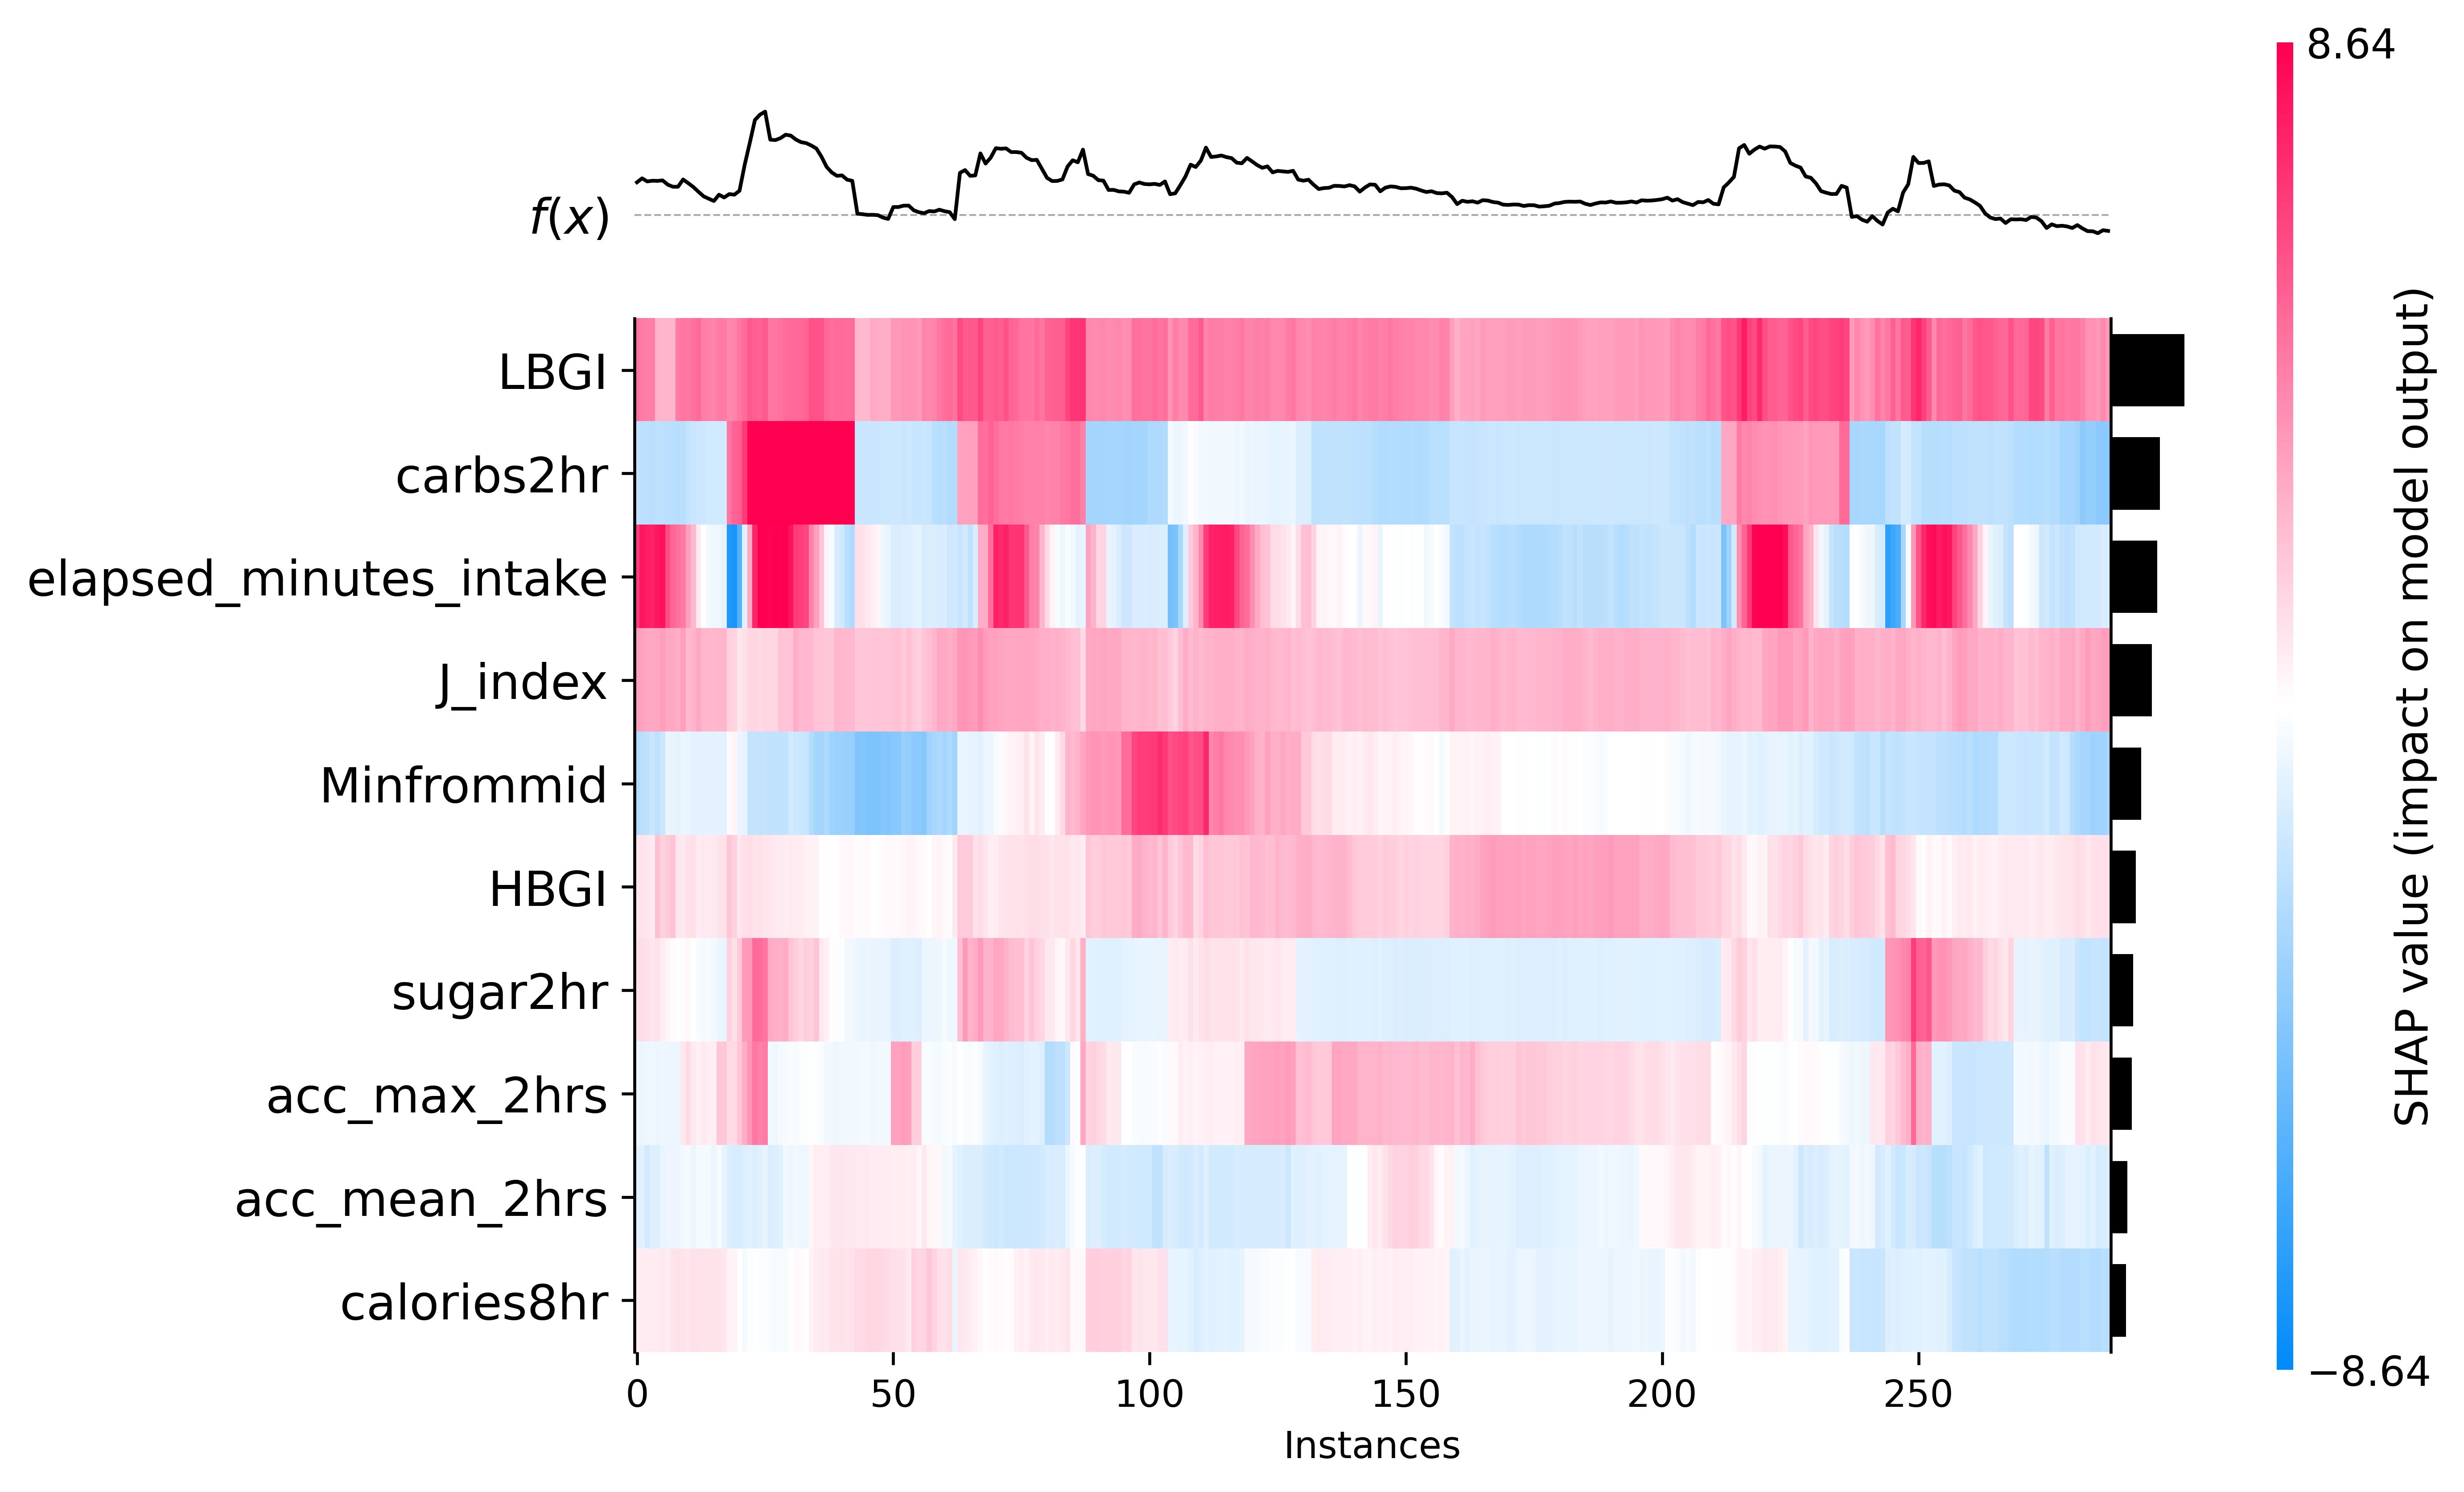 8.64
f(x)
LBGI
carbs2hr
elapsed_minutes_intake
J_index
Minfrommid
HBGI
sugar2hr
acc_max_2hrs
acc_mean_2hrs
calories8hr
0 50 100 150 200 250
Instances
−8.64
SHAP value (impact on model output)